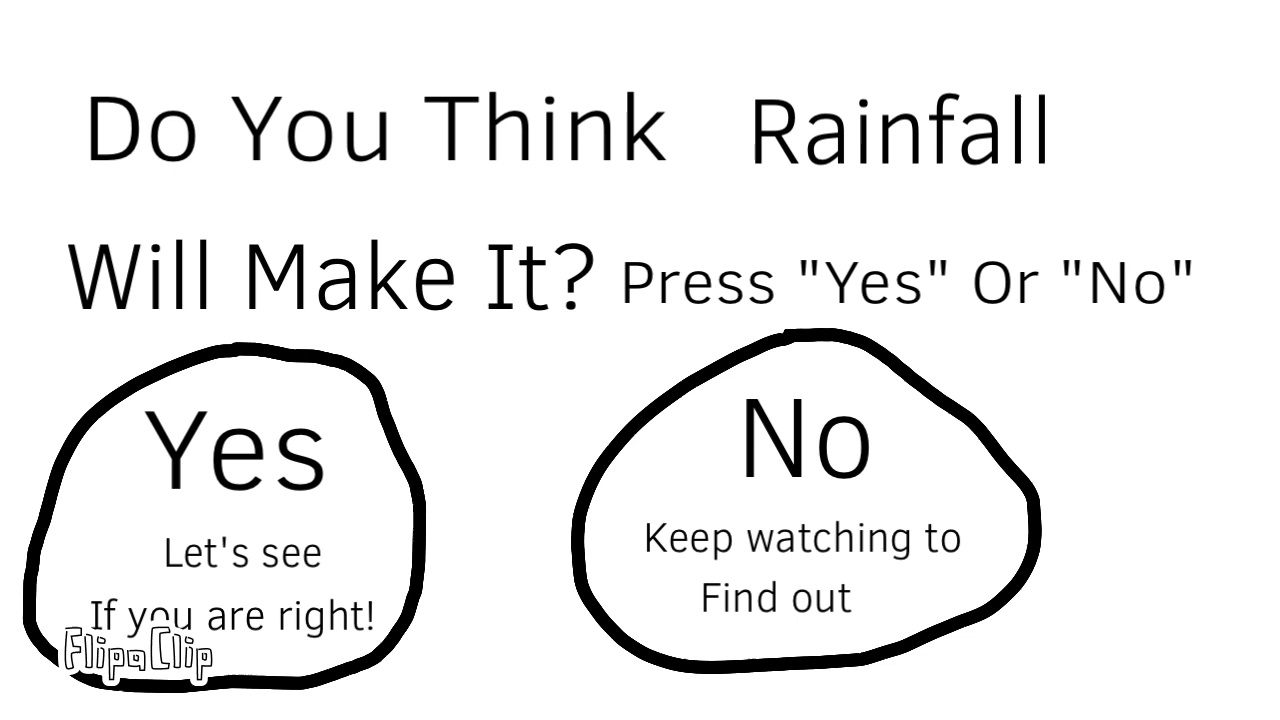 Do You Think Rainfall
Will Make It? Press "Yes" Or "No"
Yes
Let's see
If you are right!
FlipaClip
No
Keep watching to
Find out